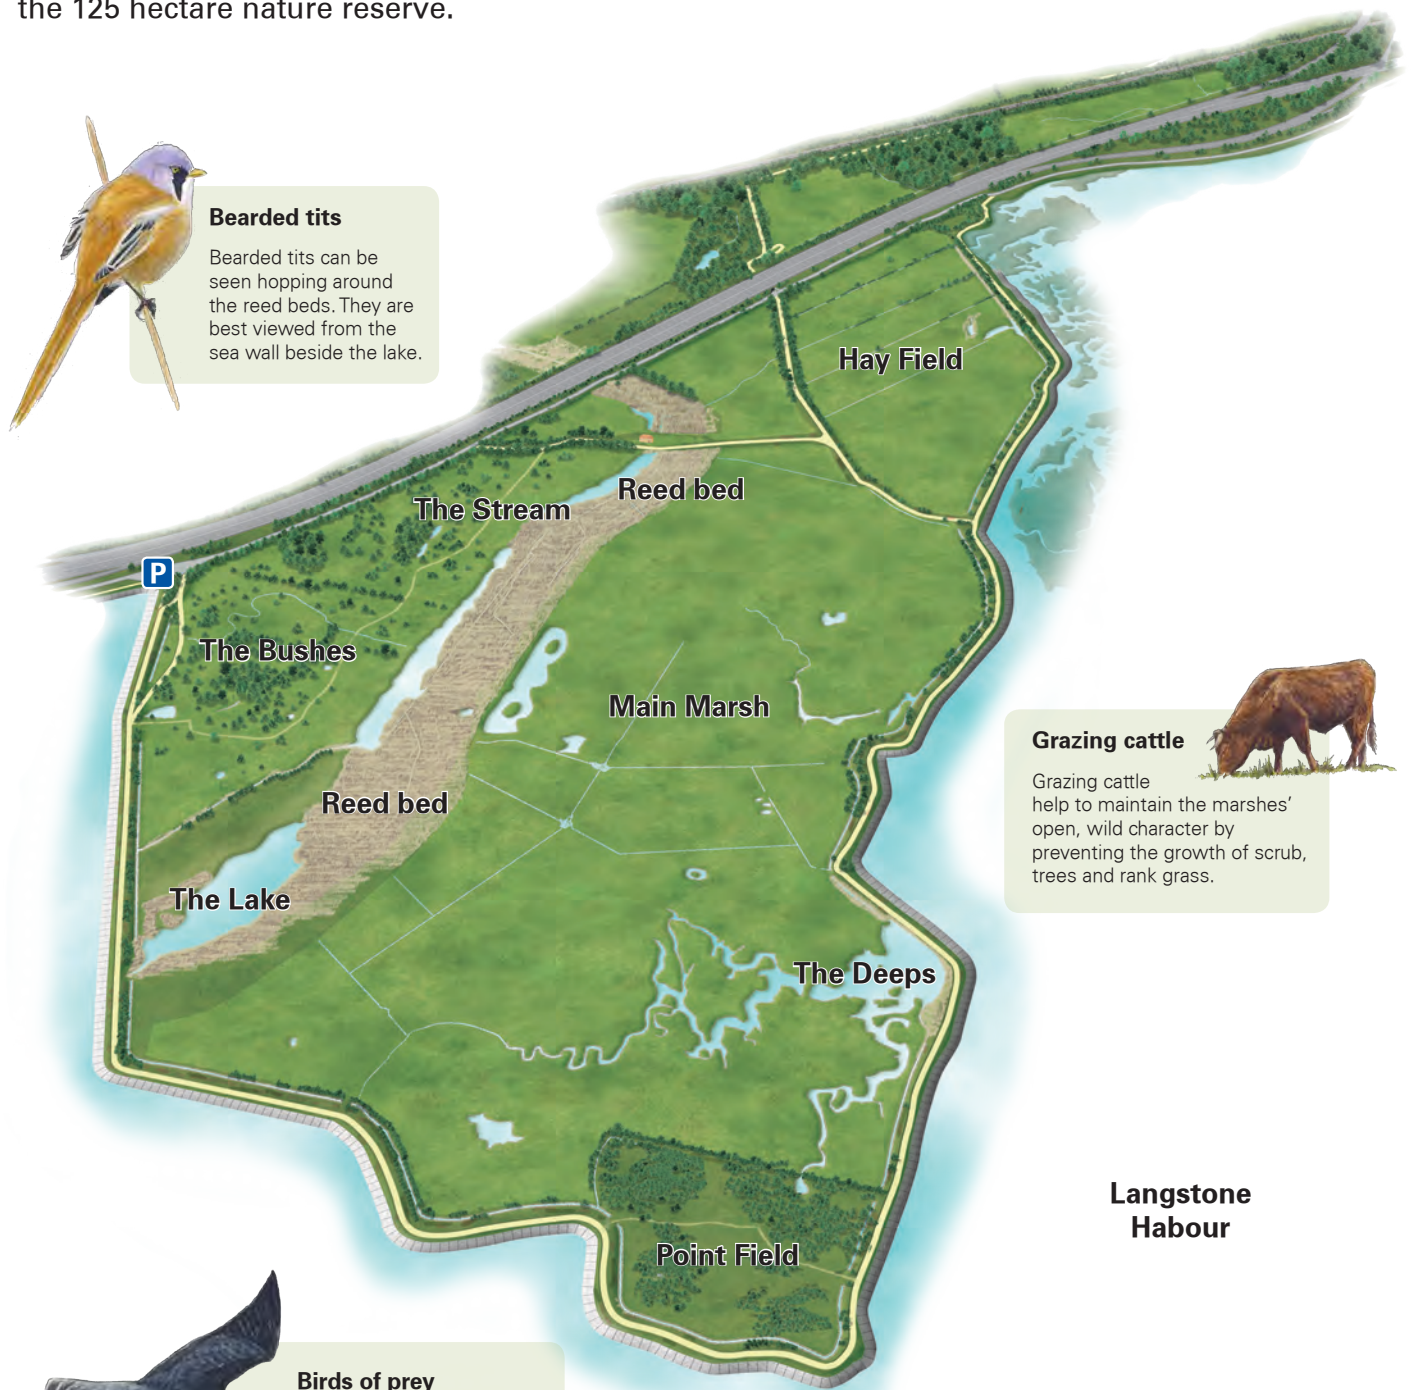 the 125 hectare nature reserve.
Bearded tits
Bearded tits can be
seen hopping around
the reed beds. They are
best viewed from the
sea wall beside the lake.
Hay Field
Reed bed
The Stream
P
The Bushes
Main Marsh
Grazing cattle
Grazing cattle
help to maintain the marshes’
open, wild character by
preventing the growth of scrub,
trees and rank grass.
Reed bed
The Lake
The Deeps
Langstone
Habour
Point Field
Birds of prey